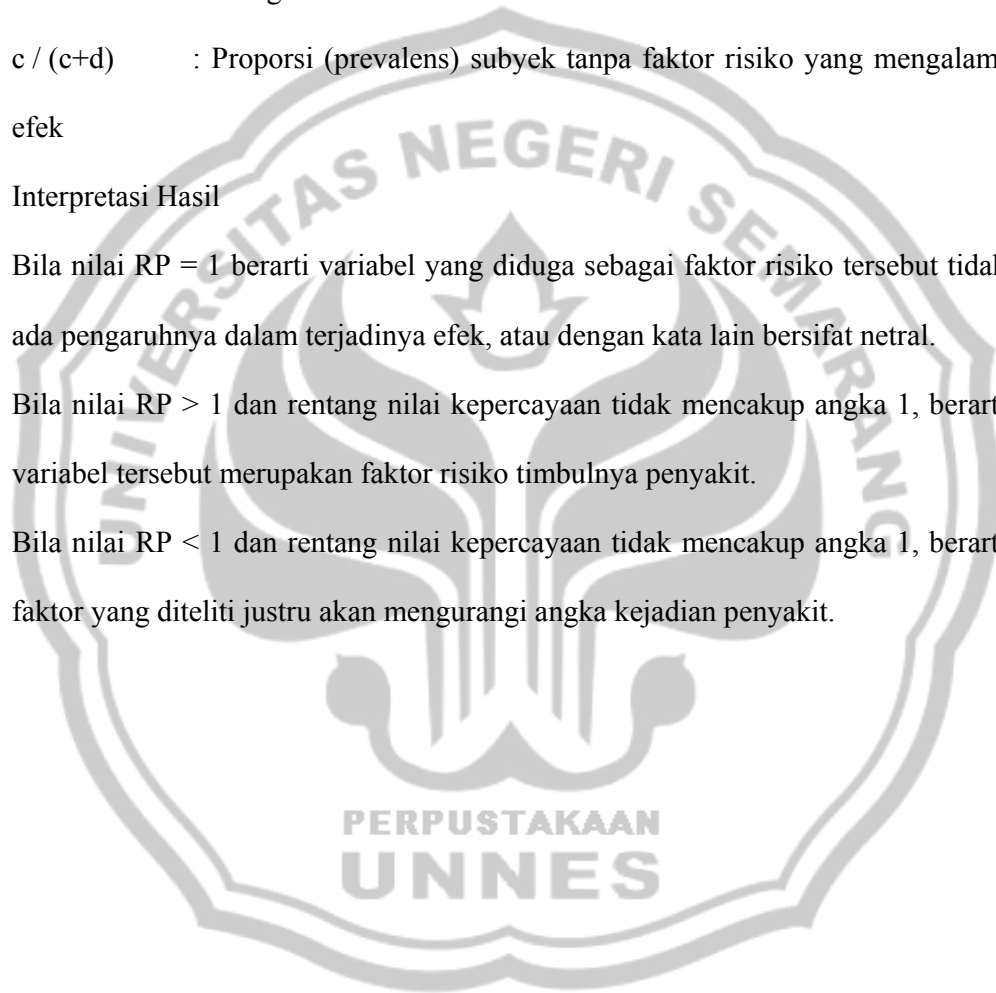 c / (c+d) : Proporsi (prevalens) subyek tanpa faktor risiko yang mengalam
efek
Interpretasi Hasil
Bila nilai RP = 1 berarti variabel yang diduga sebagai faktor risiko tersebut tidak
ada pengaruhnya dalam terjadinya efek, atau dengan kata lain bersifat netral.
Bila nilai RP > 1 dan rentang nilai kepercayaan tidak mencakup angka 1, berart
variabel tersebut merupakan faktor risiko timbulnya penyakit.
Bila nilai RP < 1 dan rentang nilai kepercayaan tidak mencakup angka 1, berart
faktor yang diteliti justru akan mengurangi angka kejadian penyakit.
UNIVERSITAS NEGERI SEMARANG
PERPUSTAKAAN
UNNES